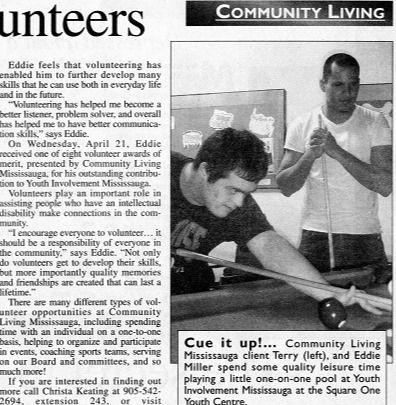 unteers
COMMUNITY LIVING
Eddie feels that volunteering has
enabled him to further develop many
skills that he can use both in everyday life
and in the future.
"Volunteering has helped me become a
better listener, problem solver, and overall
has helped me to have better communica-
tion skills," says Eddie.
On Wednesday, April 21, Eddie
received one of eight volunteer awards of
merit, presented by Community Living
Mississauga, for his outstanding contribu-
tion to Youth Involvement Mississauga.
Volunteers play an important role in
assisting people who have an intellectual
disability make connections in the com-
munity.
"I encourage everyone to volunteer… it
should be a responsibility of everyone in
the community," says Eddie. "Not only
do volunteers get to develop their skills,
but more importantly quality memories
and friendships are created that can last a
lifetime."
There are many different types of vol-
unteer opportunities at Community
Living Mississauga, including spending
time with an individual on a one-to-one
basis, helping to organize and participate
in events, coaching sports teams, serving
on our Board and committees, and so
much more!
If you are interested in finding out
more call Christa Keating at 905-542-
2694, extension 243, or visit
Cue it up!... Community Living
Mississauga client Terry (left), and Eddie
Miller spend some quality leisure time
playing a little one-on-one pool at Youth
Involvement Mississauga at the Square One
Youth Centre.